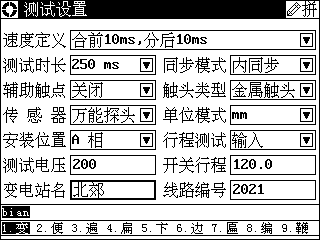 测试设置 拼
速度定义 合前10ms,分后10ms
测试时长 250 ms 同步模式 内同步
辅助触点 关闭 触头类型 金属触头
传感器 万能探头 单位模式 mm
安装位置 A 相 行程测试 输入
测试电压 200 开关行程 120.0
变电站名 北郊 线路编号 2021
bian
1.变 2.便 3.遍 4.扁 5.卞 6.边 7.匾 8.编 9.鞭